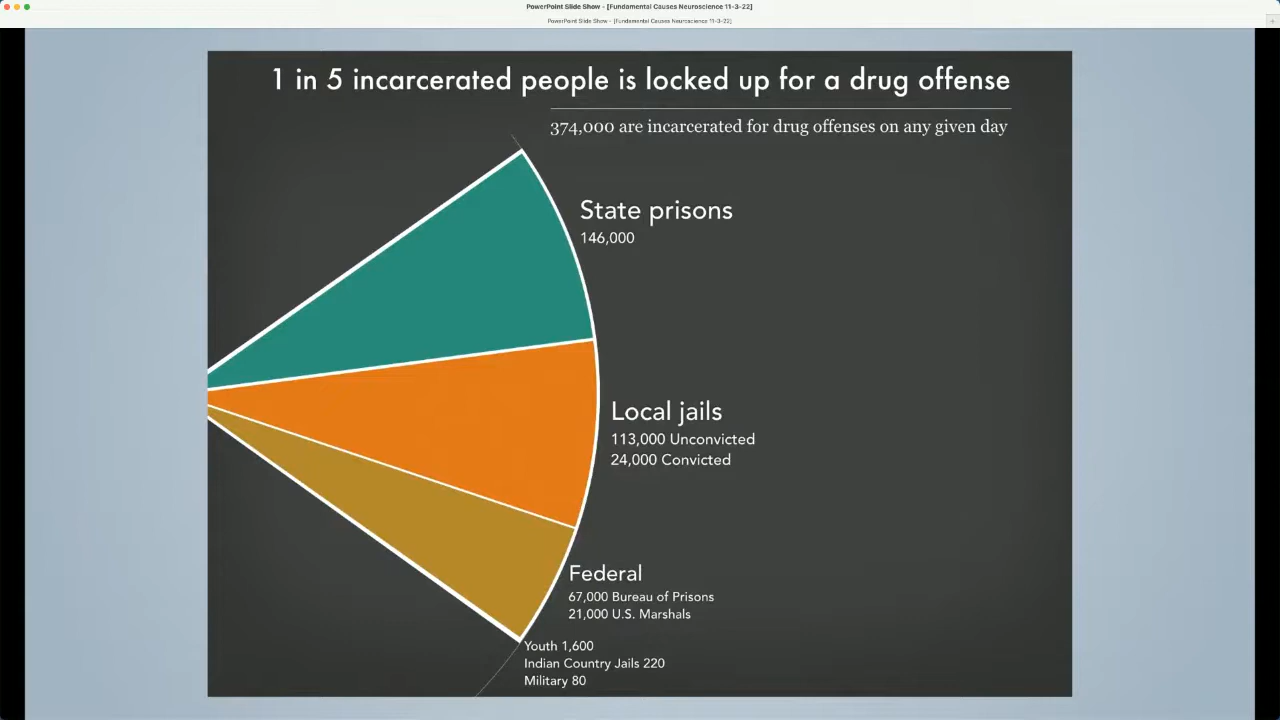 PowerPoint Slide Show - [Fundamental Causes Neuroscience 11-3-22]
PowerPoint Slide Show - [Fundamental Causes Neuroscience 11-3-22]
1 in 5 incarcerated people is locked up for a drug offense
374,000 are incarcerated for drug offenses on any given day
State prisons
146,000
Local jails
113,000 Unconvicted
24,000 Convicted
Federal
67,000 Bureau of Prisons
21,000 U.S. Marshals
Youth 1,600
Indian Country Jails 220
Military 80